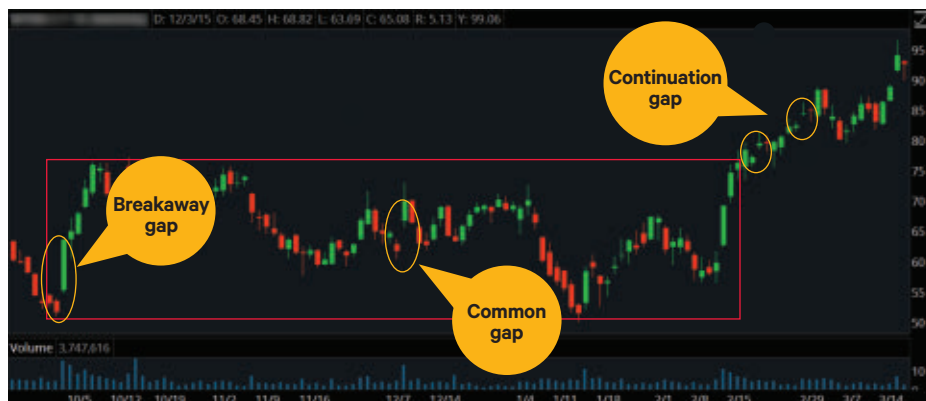 D: 12/3/15 O: 68.45 H: 68.82 L: 63.69 C: 65.08 R: 5.13 Y: 99.06
Continuation
gap
Breakaway
gap
Common
gap
95
90
85
80
75
70
65
60
55
50
Volume 3,747,616
10
0
10/5 10/12 10/19 11/2 11/9 11/16 12/7 12/14 1/4 1/11 1/18 2/1 2/8 2/15 2/29 3/7 3/14